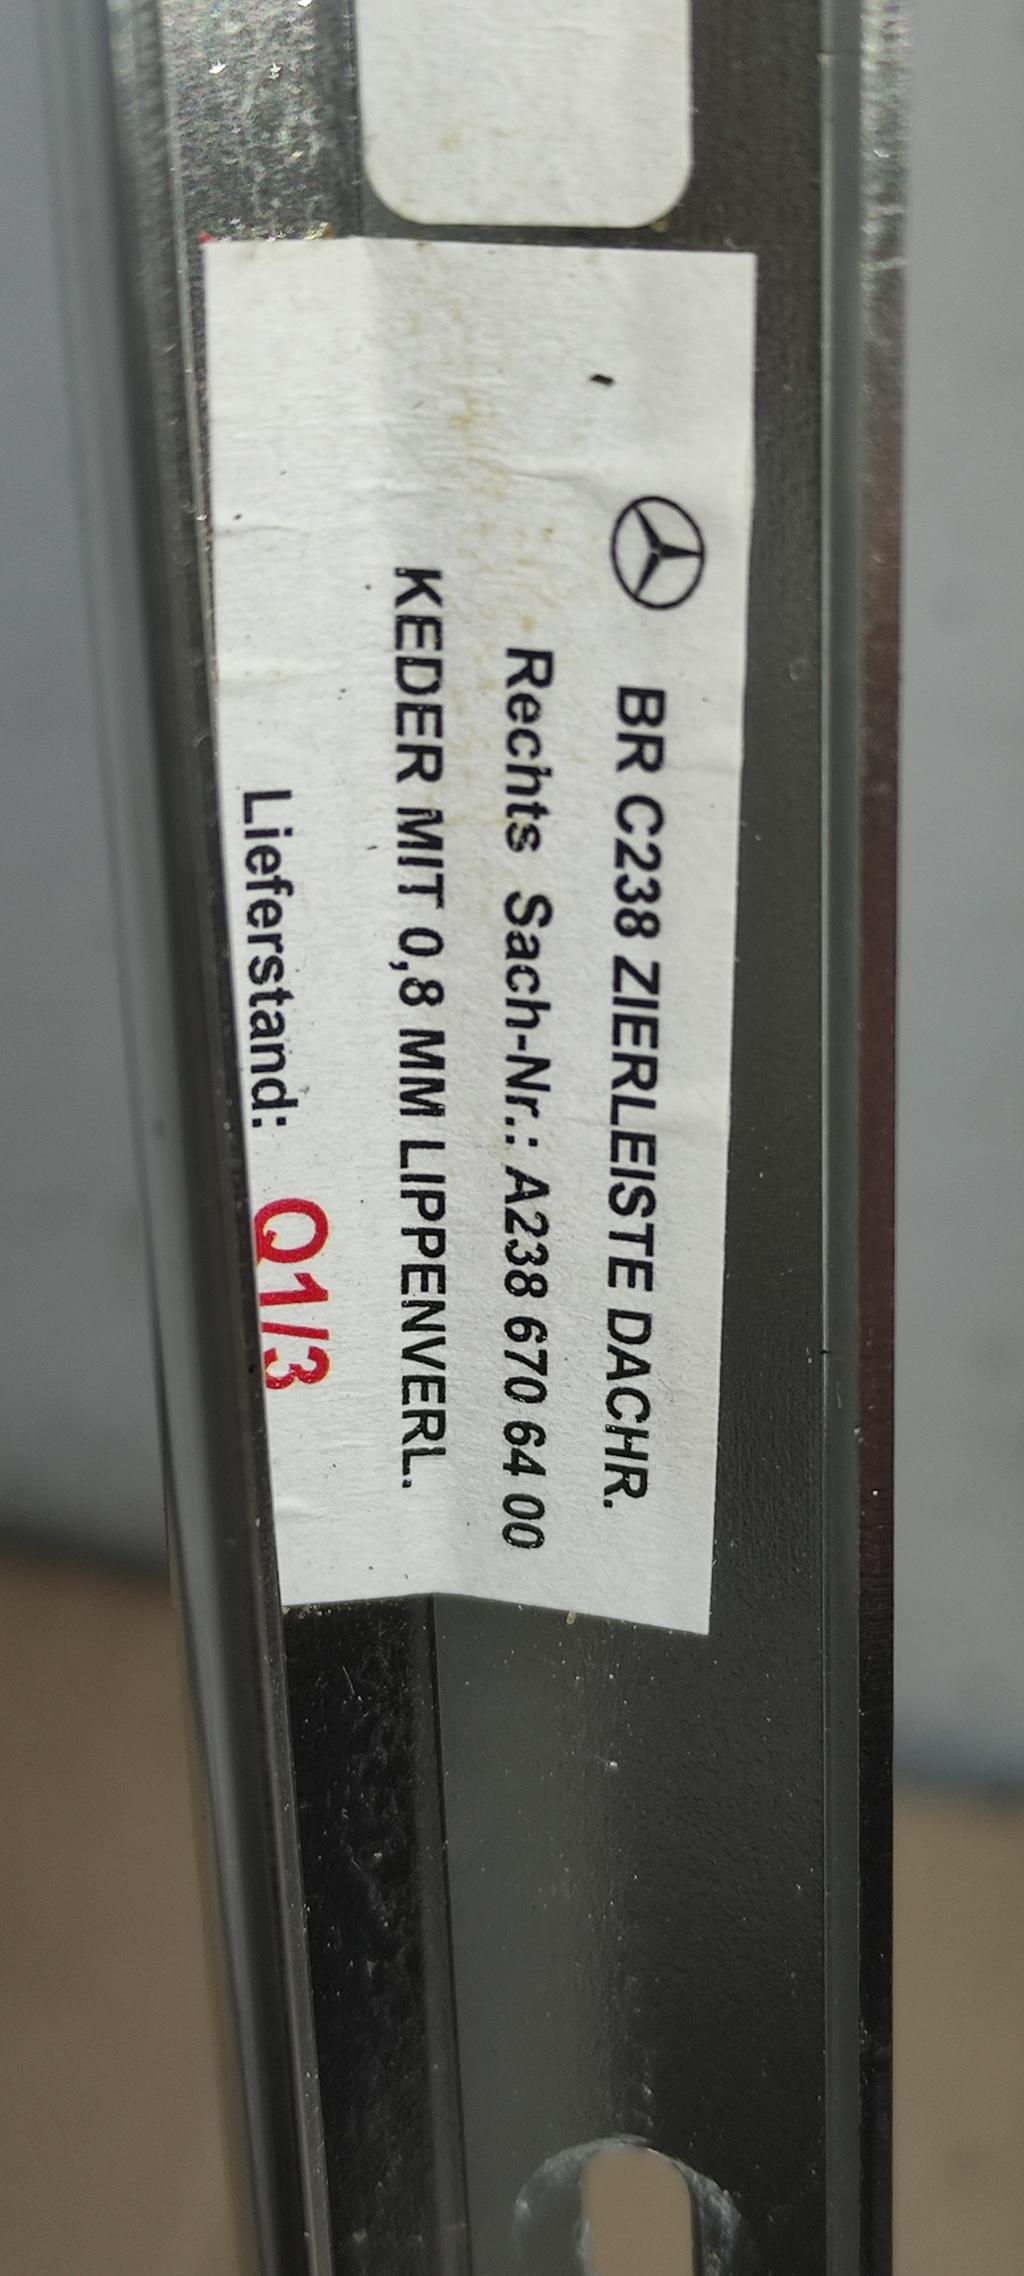 BR C238 ZIERLEISTE DACHR.
Rechts Sach-Nr.: A238 670 64 00
KEDER MIT 0,8 MM LIPPENVERL.
Lieferstand: Q1/3